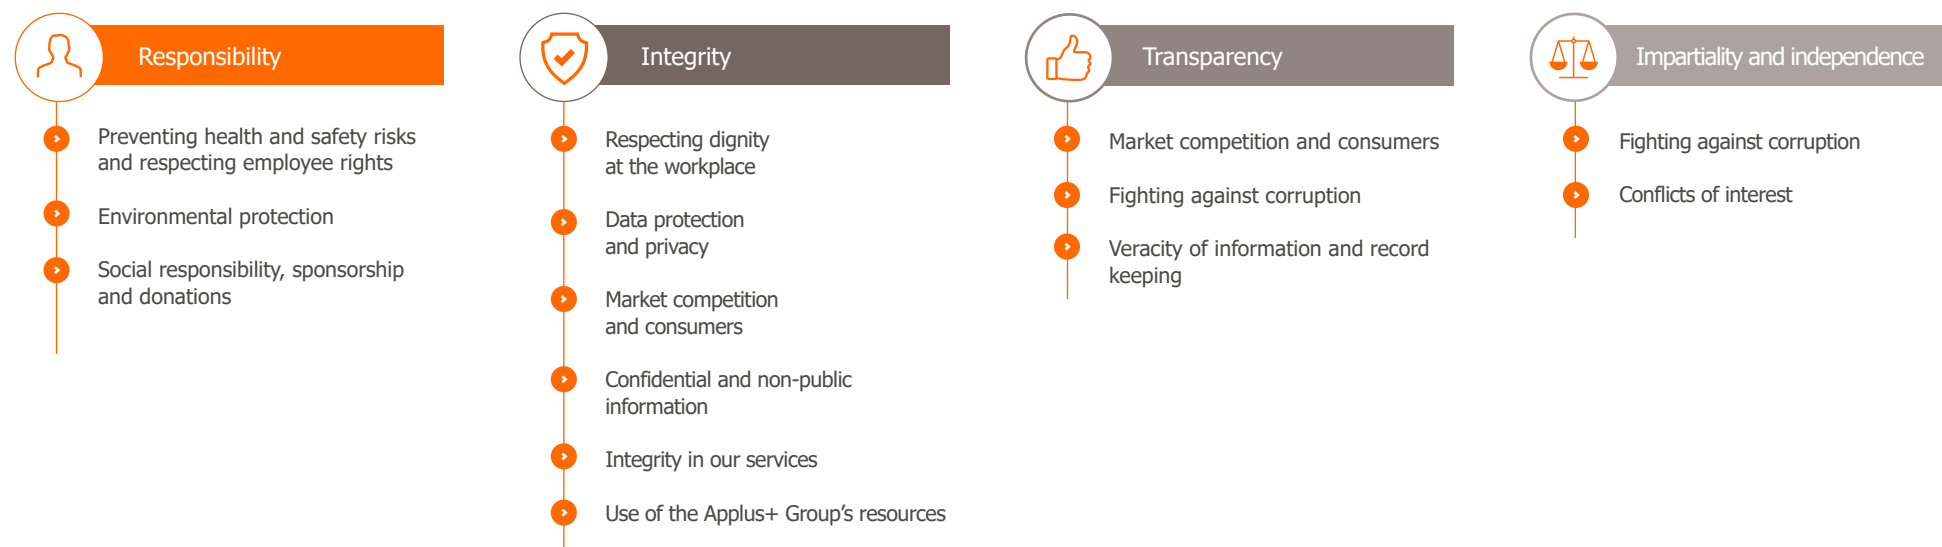 Responsibility
Preventing health and safety risks
and respecting employee rights
Environmental protection
Social responsibility, sponsorship
and donations
Integrity
Respecting dignity
at the workplace
Data protection
and privacy
Market competition
and consumers
Confidential and non-public
information
Integrity in our services
Use of the Applus+ Group’s resources
Transparency
Market competition and consumers
Fighting against corruption
Veracity of information and record
keeping
Impartiality and independence
Fighting against corruption
Conflicts of interest